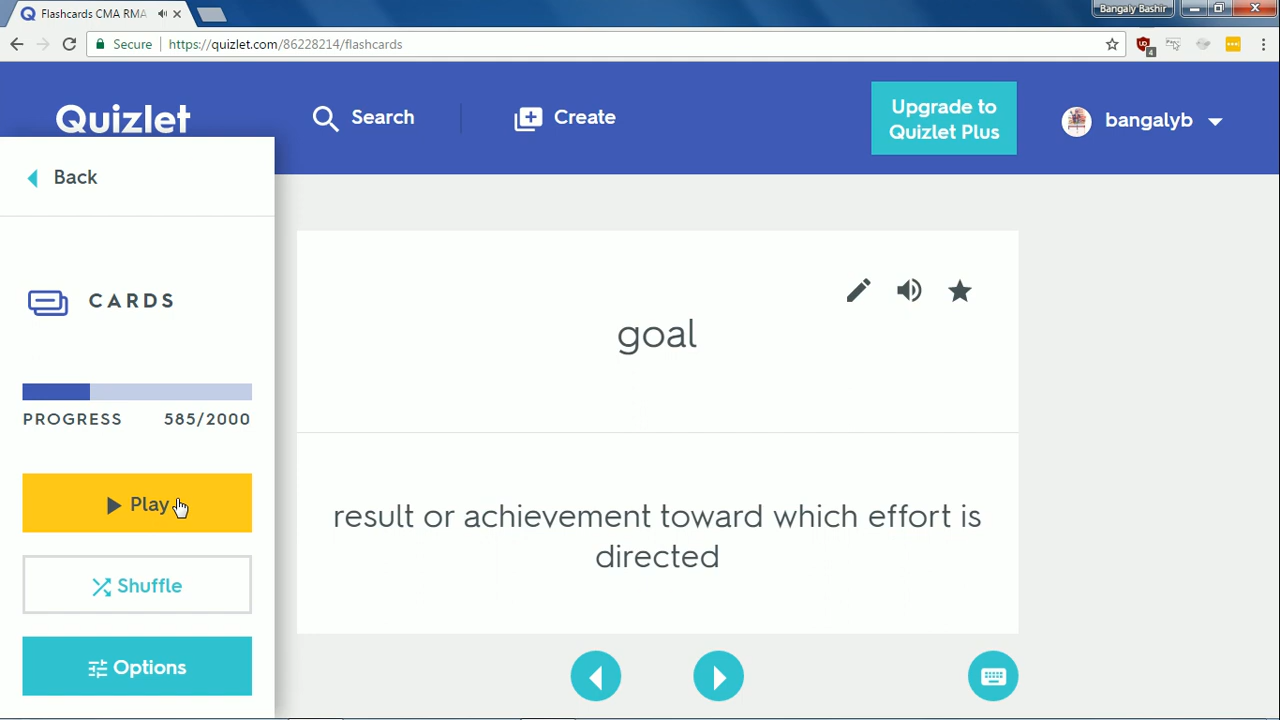 Flashcards CMA RMA
Bangaly Bashir
Secure
https://quizlet.com/86228214/flashcards
4
Quizlet
Search
Create
Upgrade to
Quizlet Plus
bangalyb
Back
CARDS
PROGRESS 585/2000
Play
Shuffle
Options
goal
result or achievement toward which effort is
directed